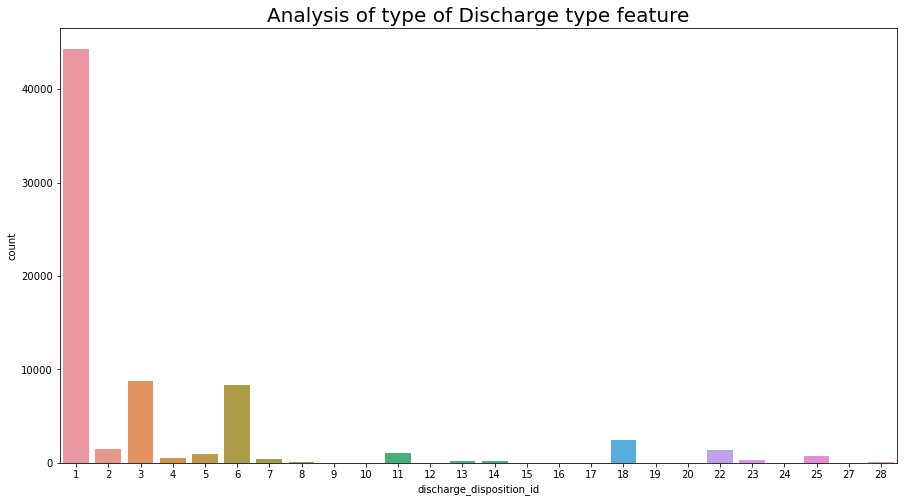 Analysis of type of Discharge type feature
40000
30000
20000
10000
0
count
1 2 3 4 5 6 7 8 9 10 11 12 13 14 15 16 17 18 19 20 22 23 24 25 27 28
discharge_disposition_id